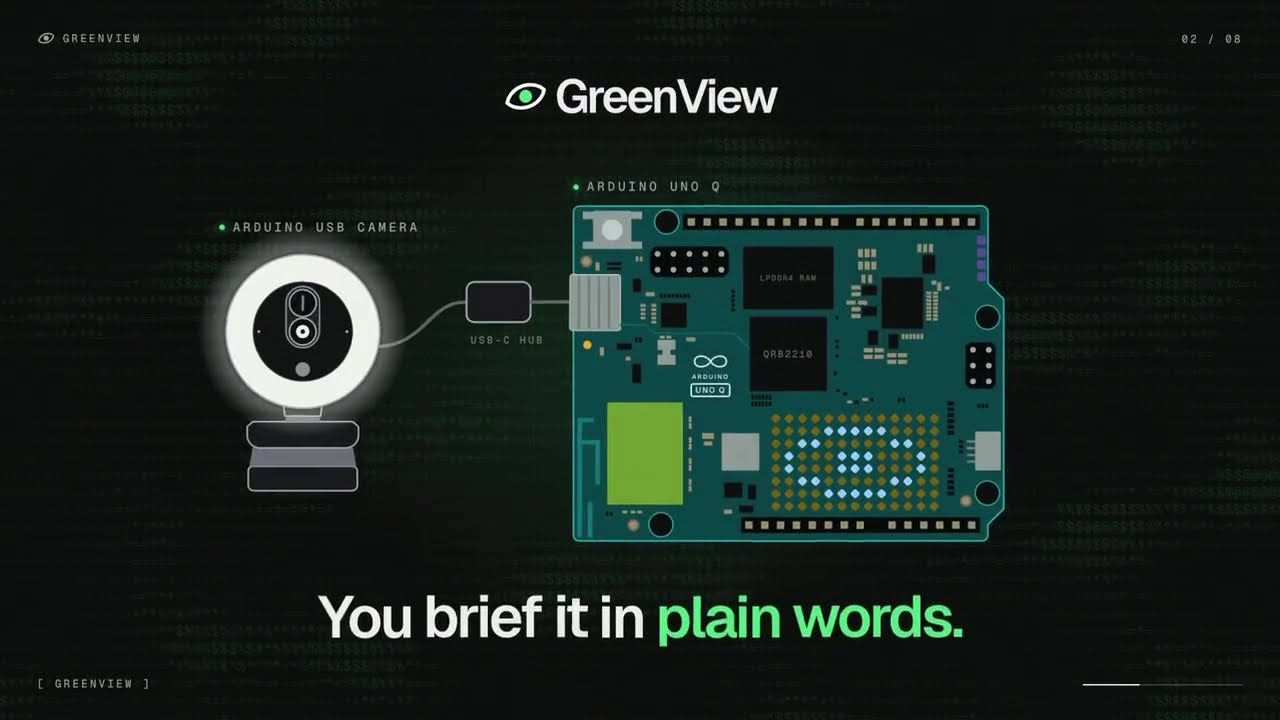 GREENVIEW
02 / 08
GreenView
ARDUINO UNO Q
ARDUINO USB CAMERA
LPDDR4 RAM
USB-C HUB
QRB2210
ARDUINO
UNO Q
You brief it in plain words.
[ GREENVIEW ]